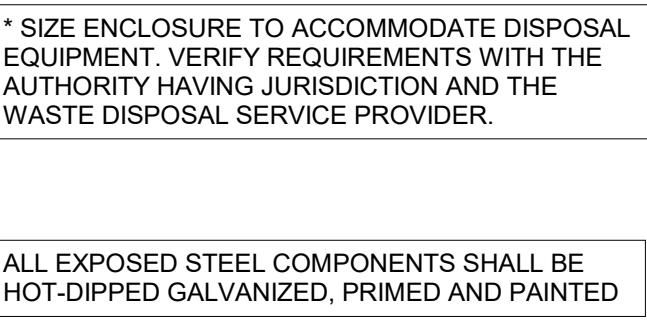 * SIZE ENCLOSURE TO ACCOMMODATE DISPOSAL
EQUIPMENT. VERIFY REQUIREMENTS WITH THE
AUTHORITY HAVING JURISDICTION AND THE
WASTE DISPOSAL SERVICE PROVIDER.
ALL EXPOSED STEEL COMPONENTS SHALL BE
HOT-DIPPED GALVANIZED, PRIMED AND PAINTED